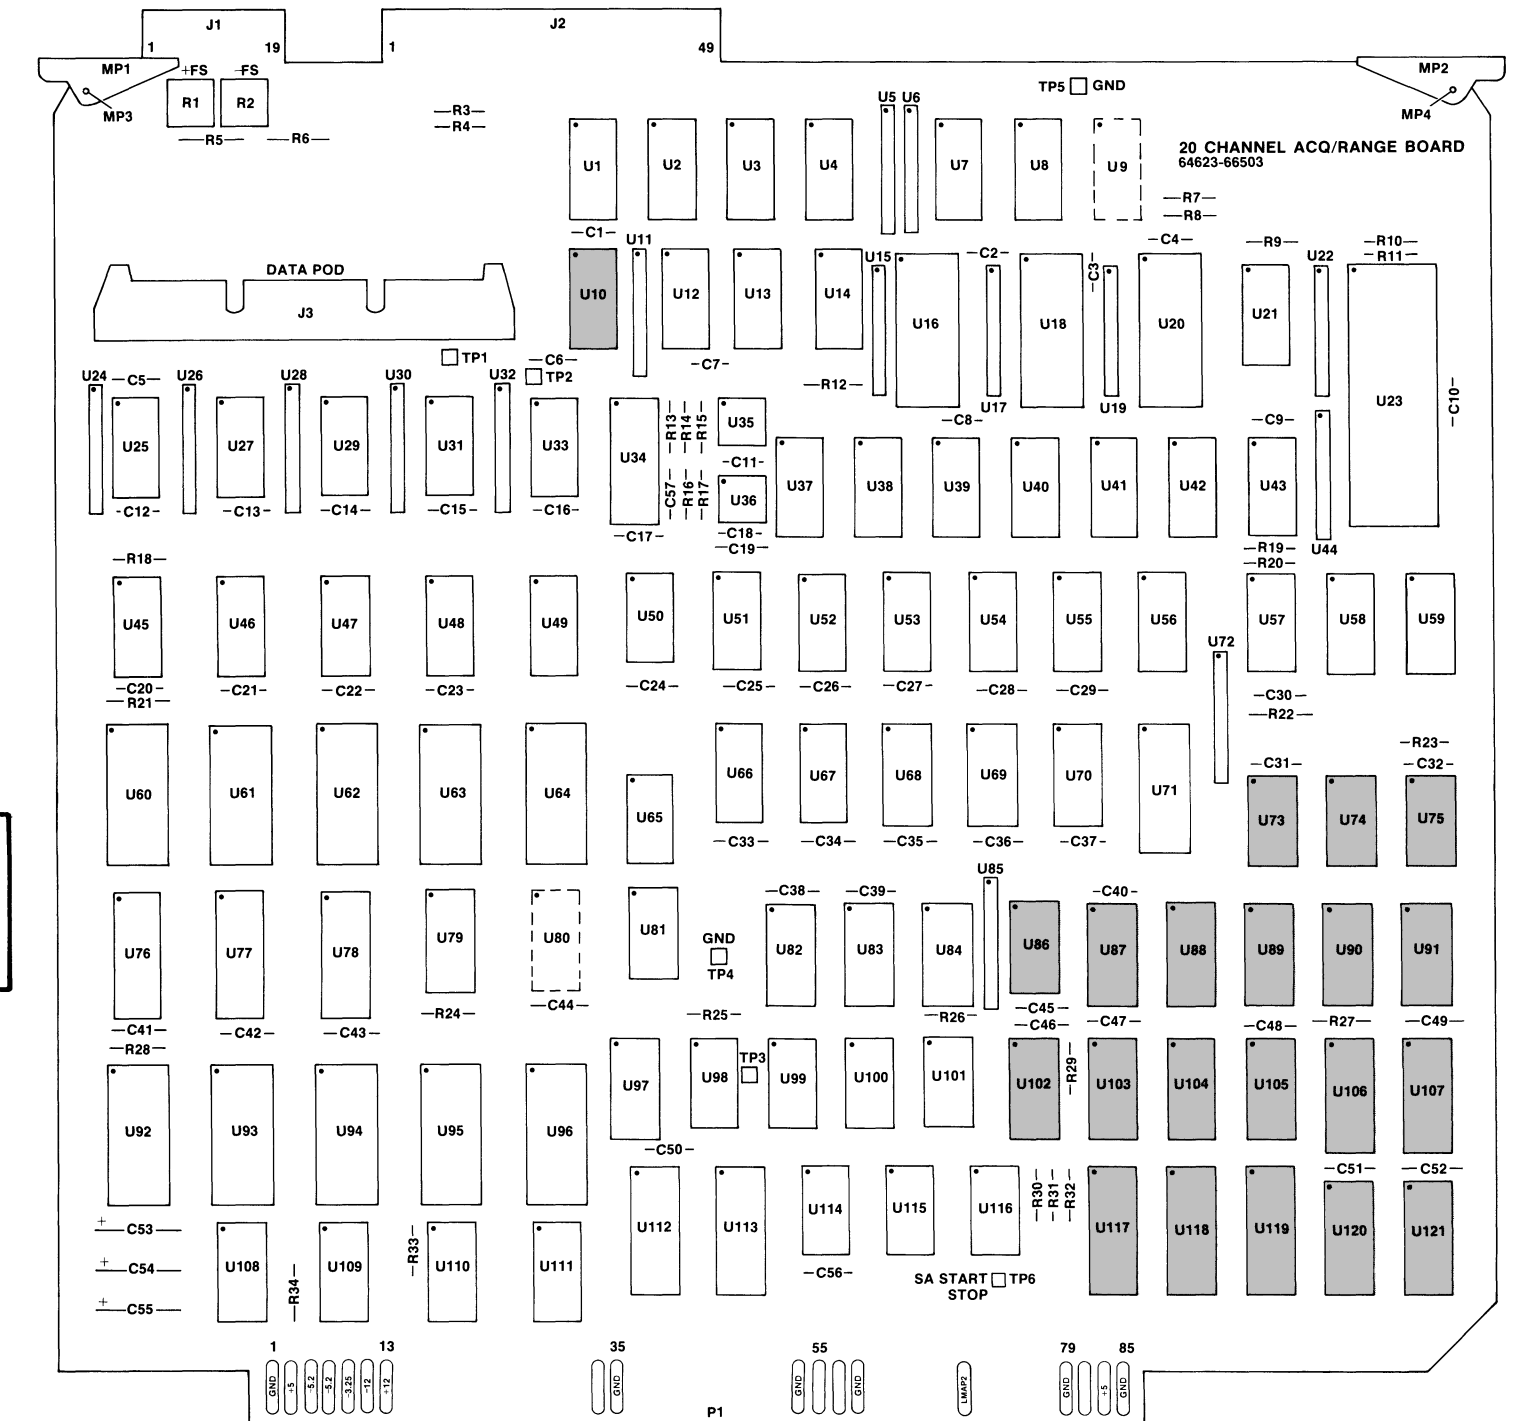 J1
J2
1
19
1
49
MP1
+FS
-FS
MP2
R1
R2
MP3
TP5
GND
MP4
R3
R4
R5
R6
U5
U6
U1
U2
U3
U4
U7
U8
U9
20 CHANNEL ACQ/RANGE BOARD
64623-66503
R7
R8
C1
U11
C2
C4
R9
R10
R11
U15
U22
C3
DATA POD
J3
U10
U12
U13
U14
U16
U18
U20
U21
TP1
C6
TP2
C7
R12
U17
U19
C8
C9
U23
C10
U24
C5
U26
U28
U30
U32
U25
U27
U29
U31
U33
U34
R13
R14
R15
U35
C11
C57
R16
R17
U36
U37
U38
U39
U40
U41
U42
U43
C12
C13
C14
C15
C16
C17
C18
C19
R19
R20
U44
R18
U45
U46
U47
U48
U49
U50
U51
U52
U53
U54
U55
U56
U57
U58
U59
U72
C20
R21
C21
C22
C23
C24
C25
C26
C27
C28
C29
C30
R22
R23
C31
C32
U60
U61
U62
U63
U64
U65
U66
U67
U68
U69
U70
U71
U73
U74
U75
C33
C34
C35
C36
C37
U85
C38
C39
C40
U76
U77
U78
U79
U80
U81
GND
TP4
U82
U83
U84
U86
U87
U88
U89
U90
U91
C44
R24
R25
R26
C45
C46
C47
C48
R27
C49
C41
R28
C42
C43
U92
U93
U94
U95
U96
U97
U98
TP3
U99
U100
U101
U102
R29
U103
U104
U105
U106
U107
C50
C51
C52
U112
U113
U114
U115
U116
R30
R31
R32
U117
U118
U119
U120
U121
+
C53
+
C54
+
C55
U108
R34
U109
R33
U110
U111
C56
SA START
STOP
TP6
1
13
35
55
79
85
GND
+5
-5.2
-5.2
-3.25
-12
+12
GND
GND
GND
LMAP2
GND
+5
GND
P1